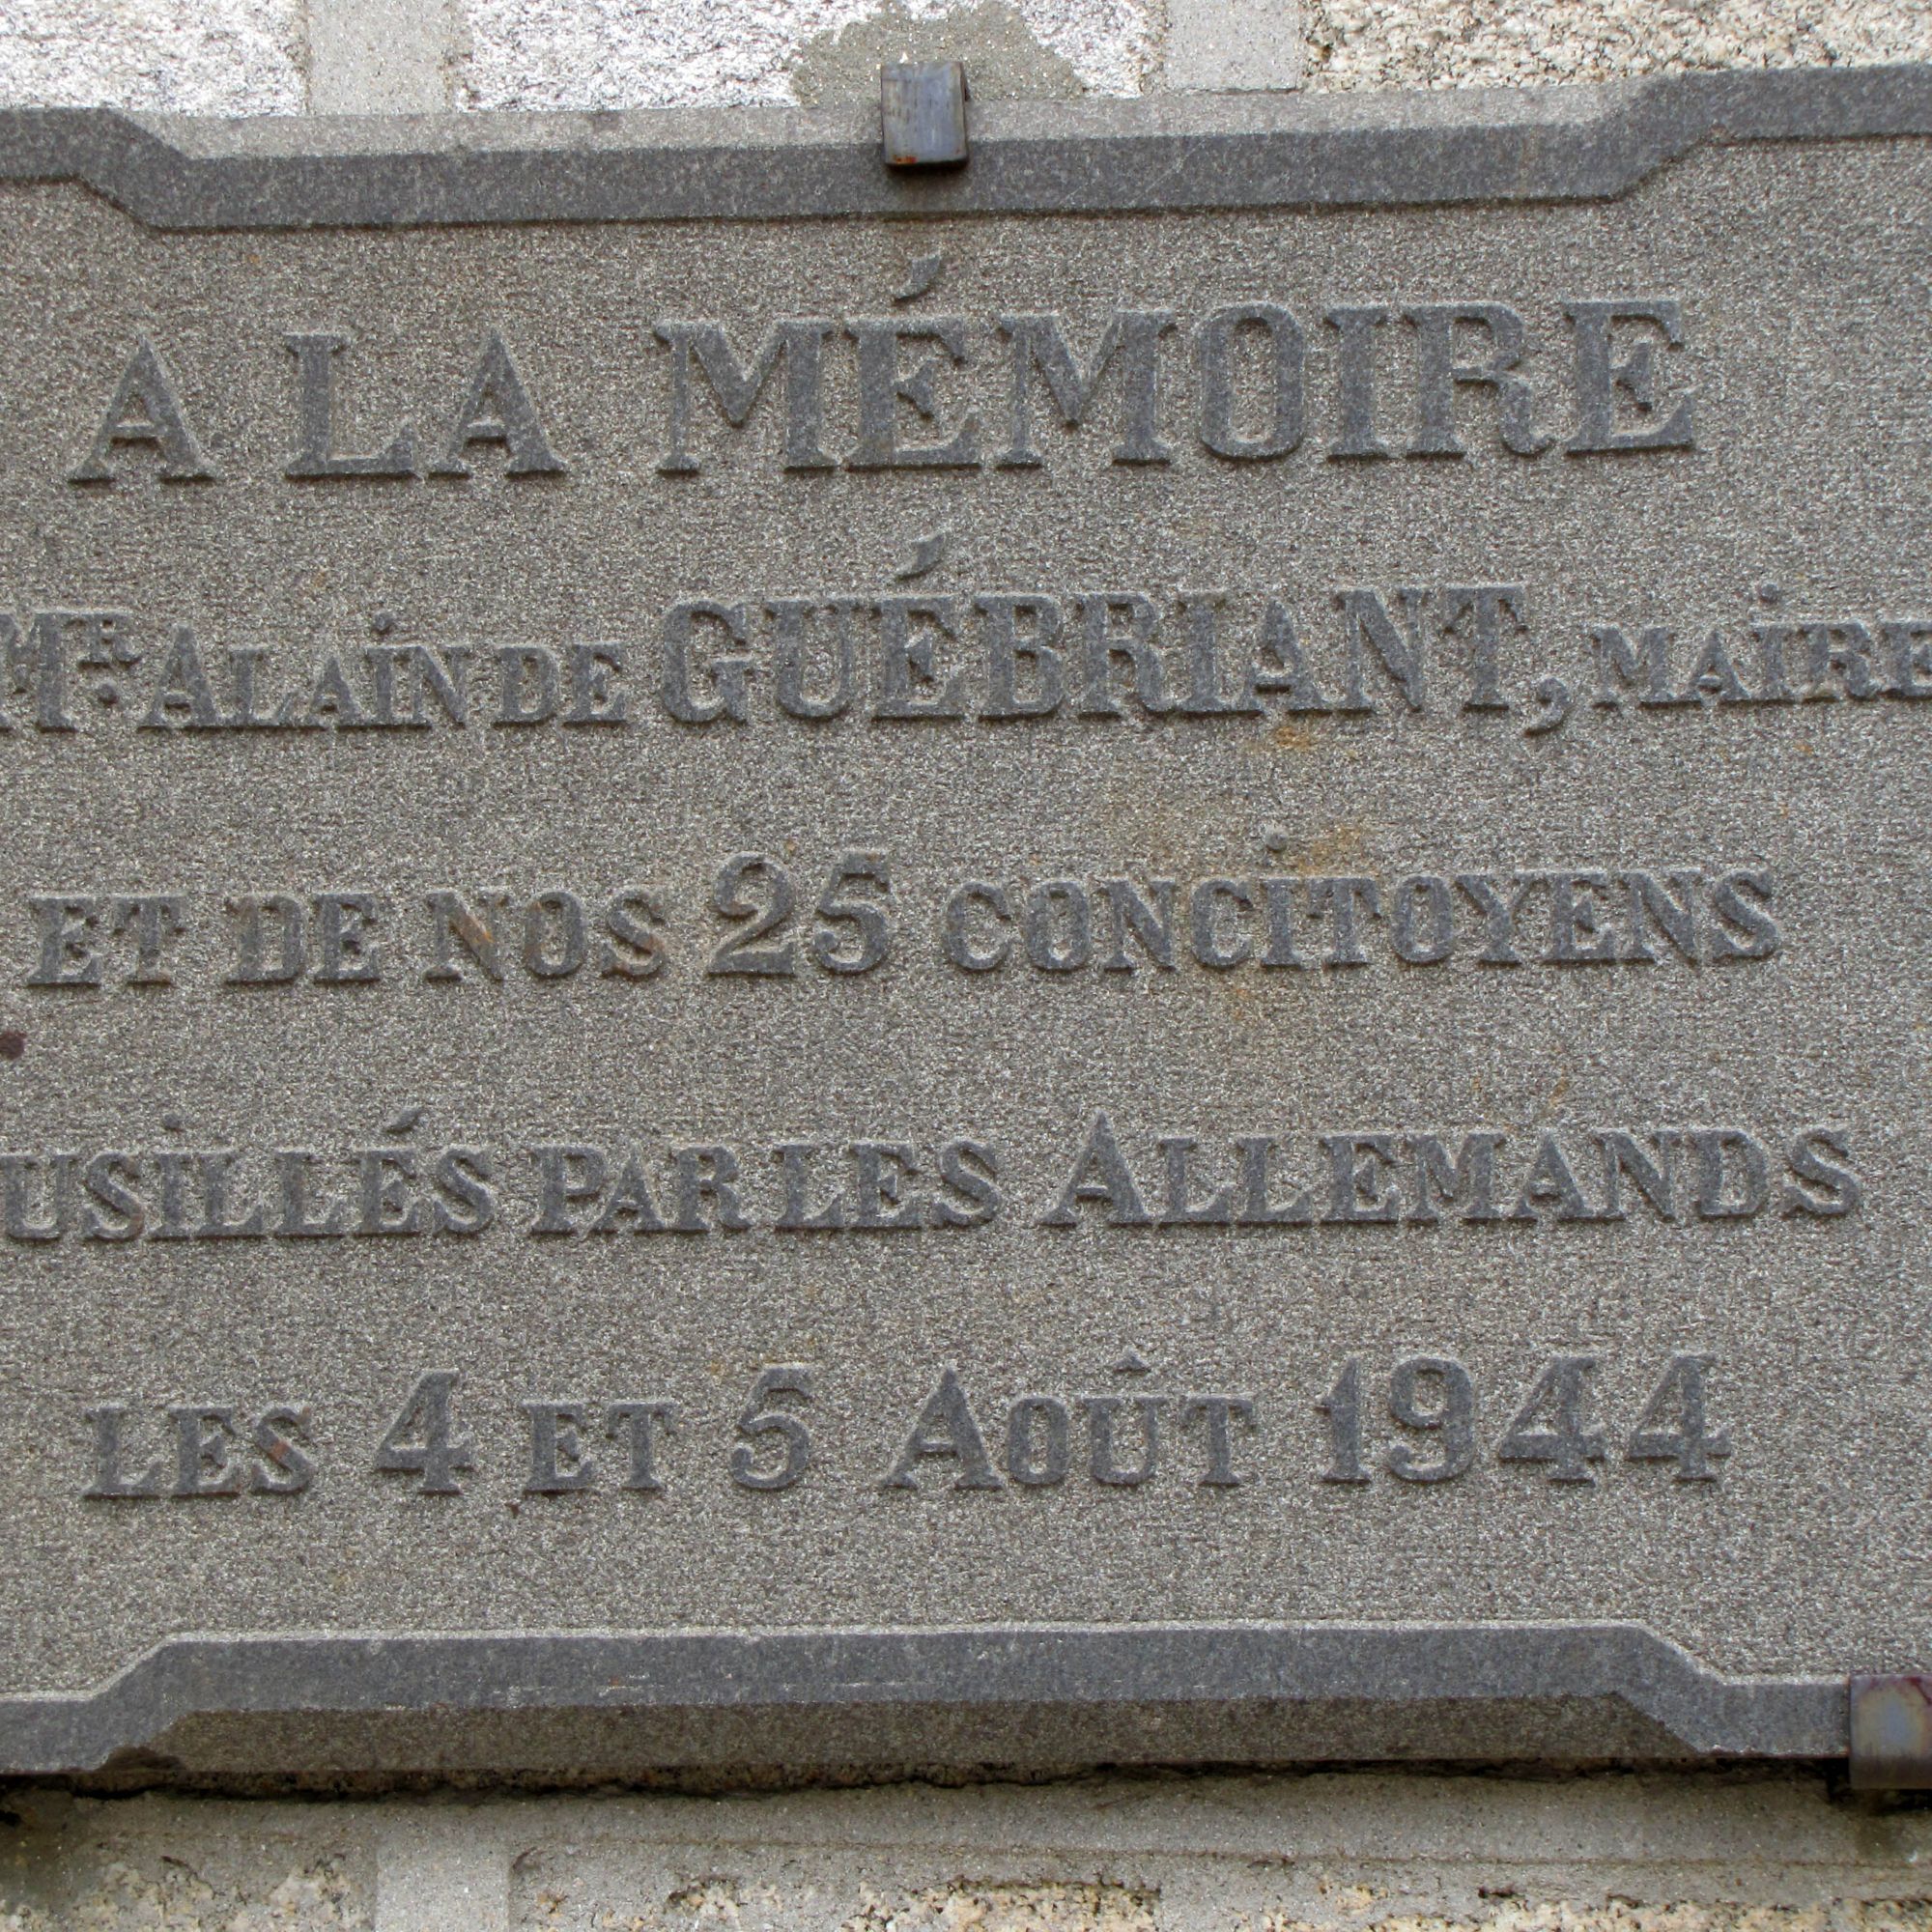 A LA MÉMOIRE
MR. ALAIN DE GUÉBRIANT, MAIRE
ET DE NOS 25 CONCITOYENS
USILLÉS PAR LES ALLEMANDS
LES 4 ET 5 AOÛT 1944